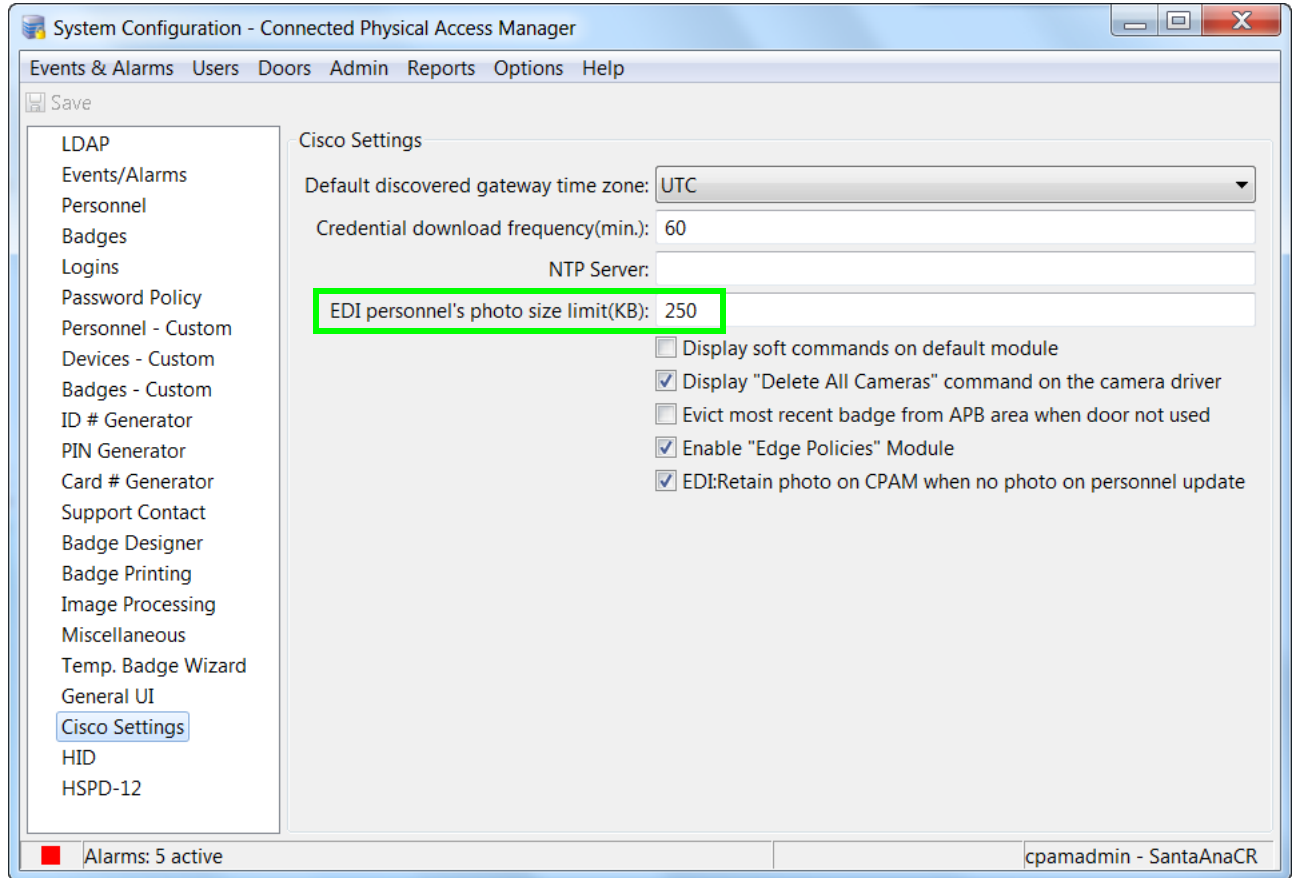 System Configuration - Connected Physical Access Manager
Events & Alarms Users Doors Admin Reports Options Help
Save
LDAP
Events/Alarms
Personnel
Badges
Logins
Password Policy
Personnel - Custom
Devices - Custom
Badges - Custom
ID # Generator
PIN Generator
Card # Generator
Support Contact
Badge Designer
Badge Printing
Image Processing
Miscellaneous
Temp. Badge Wizard
General UI
Cisco Settings
HID
HSPD-12
Cisco Settings
Default discovered gateway time zone: UTC
Credential download frequency(min.): 60
NTP Server:
EDI personnel's photo size limit(KB): 250
Display soft commands on default module
Display "Delete All Cameras" command on the camera driver
Evict most recent badge from APB area when door not used
Enable "Edge Policies" Module
EDI:Retain photo on CPAM when no photo on personnel update
Alarms: 5 active
cpamadmin - SantaAnaCR